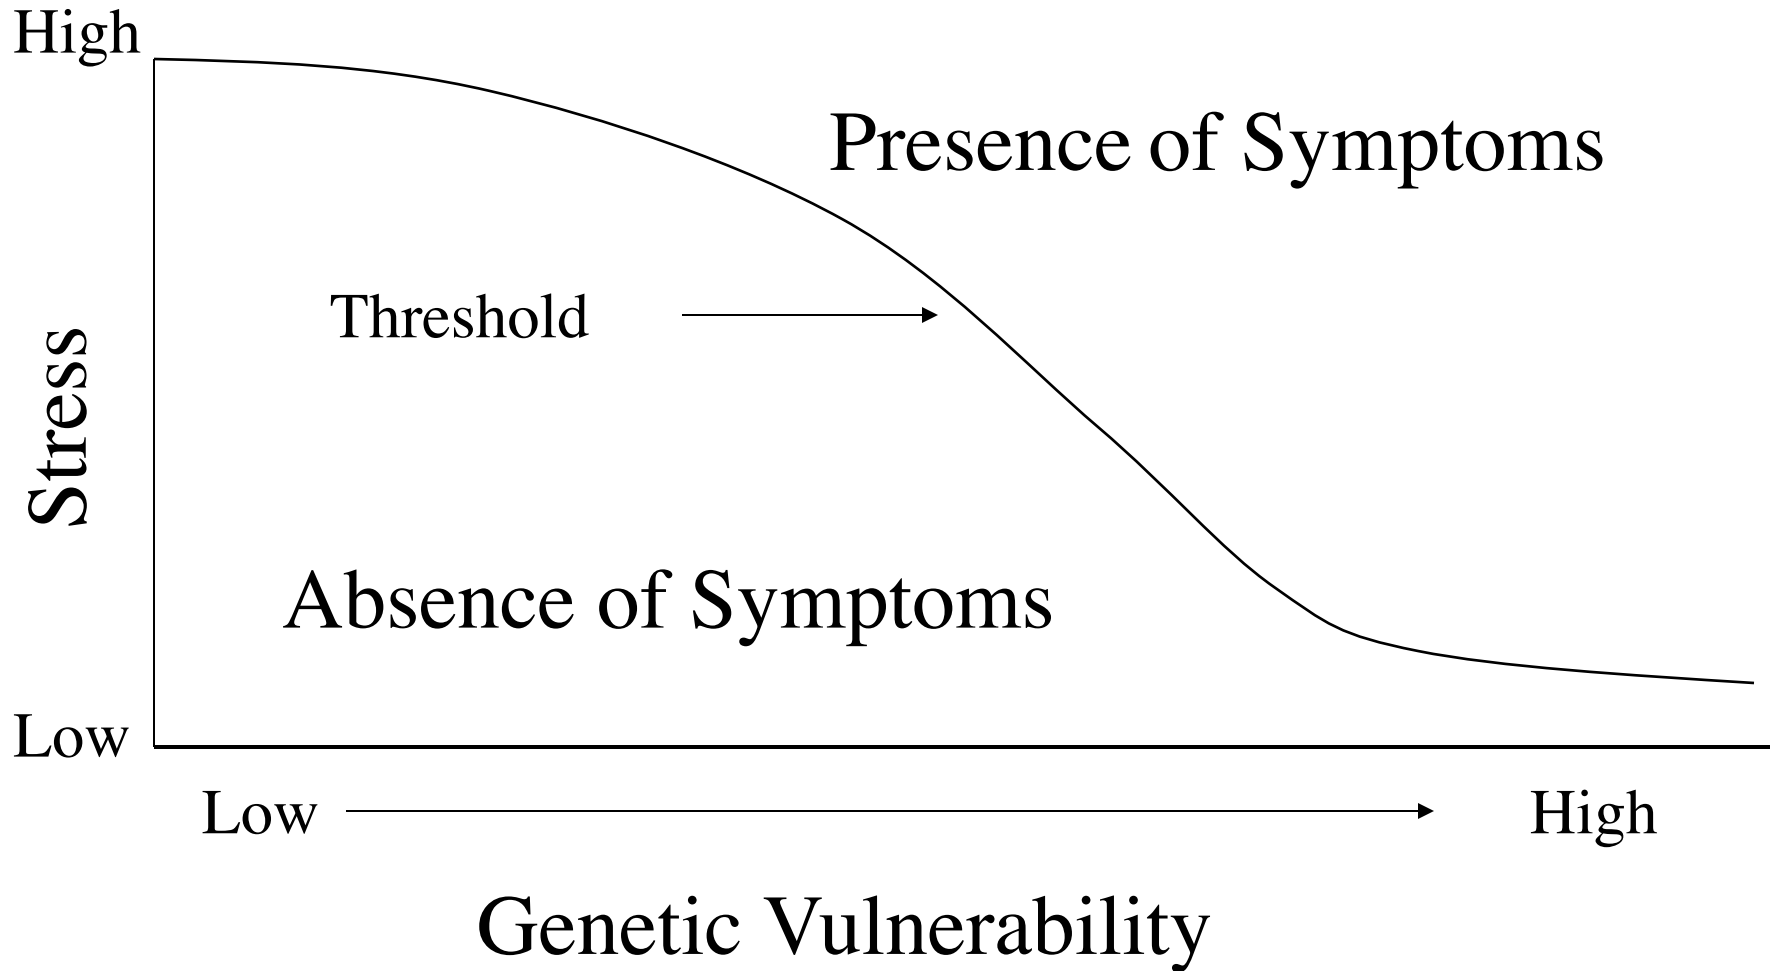 High
Presence of Symptoms
Threshold
Stress
Absence of Symptoms
Low
Low
High
Genetic Vulnerability